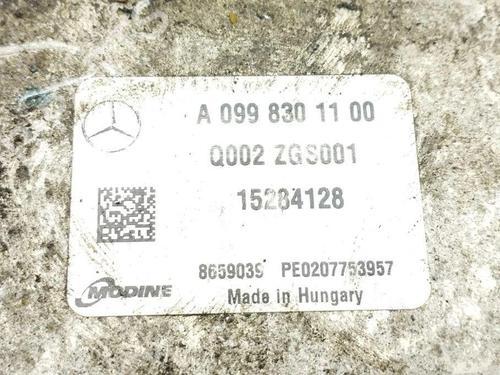 A 099 830 11 00
Q002 ZGS001
15284128
8659039 PE0207753957
MODINE
Made in Hungary